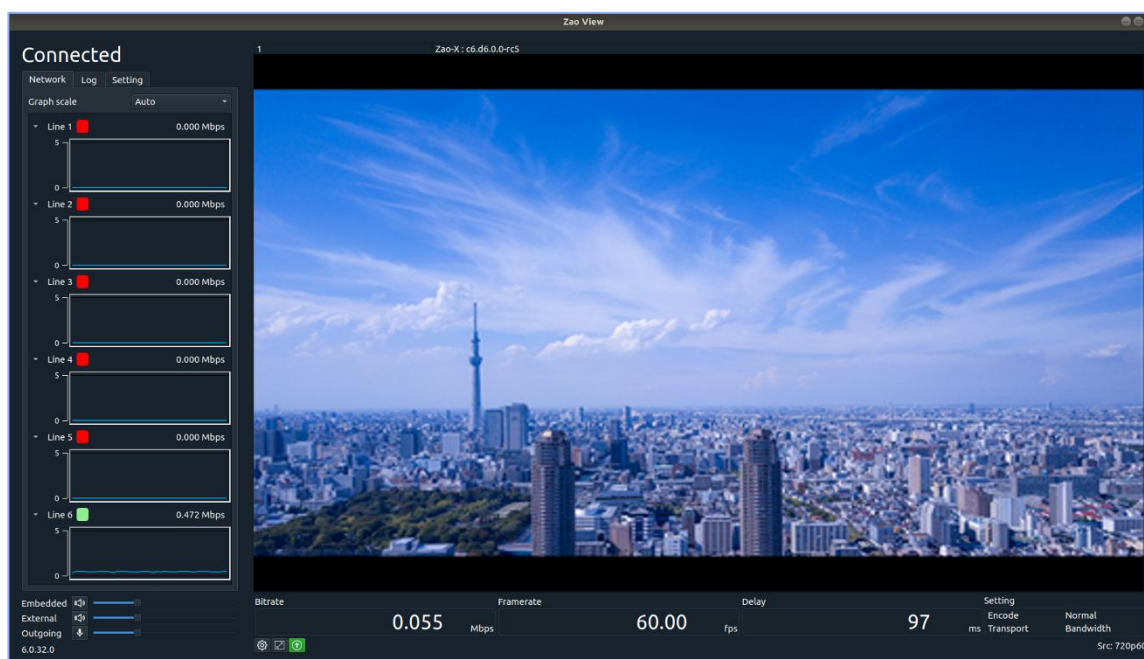 Zao View
Connected
Network Log Setting
Graph scale Auto
Line 1 0.000 Mbps
5
0
Line 2 0.000 Mbps
5
0
Line 3 0.000 Mbps
5
0
Line 4 0.000 Mbps
5
0
Line 5 0.000 Mbps
5
0
Line 6 0.472 Mbps
5
0
Embedded
External
Outgoing
6.0.32.0
1 Zao-X : c6.d6.0.0-rc5
Bitrate Framerate Delay Setting
0.055 Mbps 60.00 fps 97 ms
Encode Normal
Transport Bandwidth
Src: 720p6